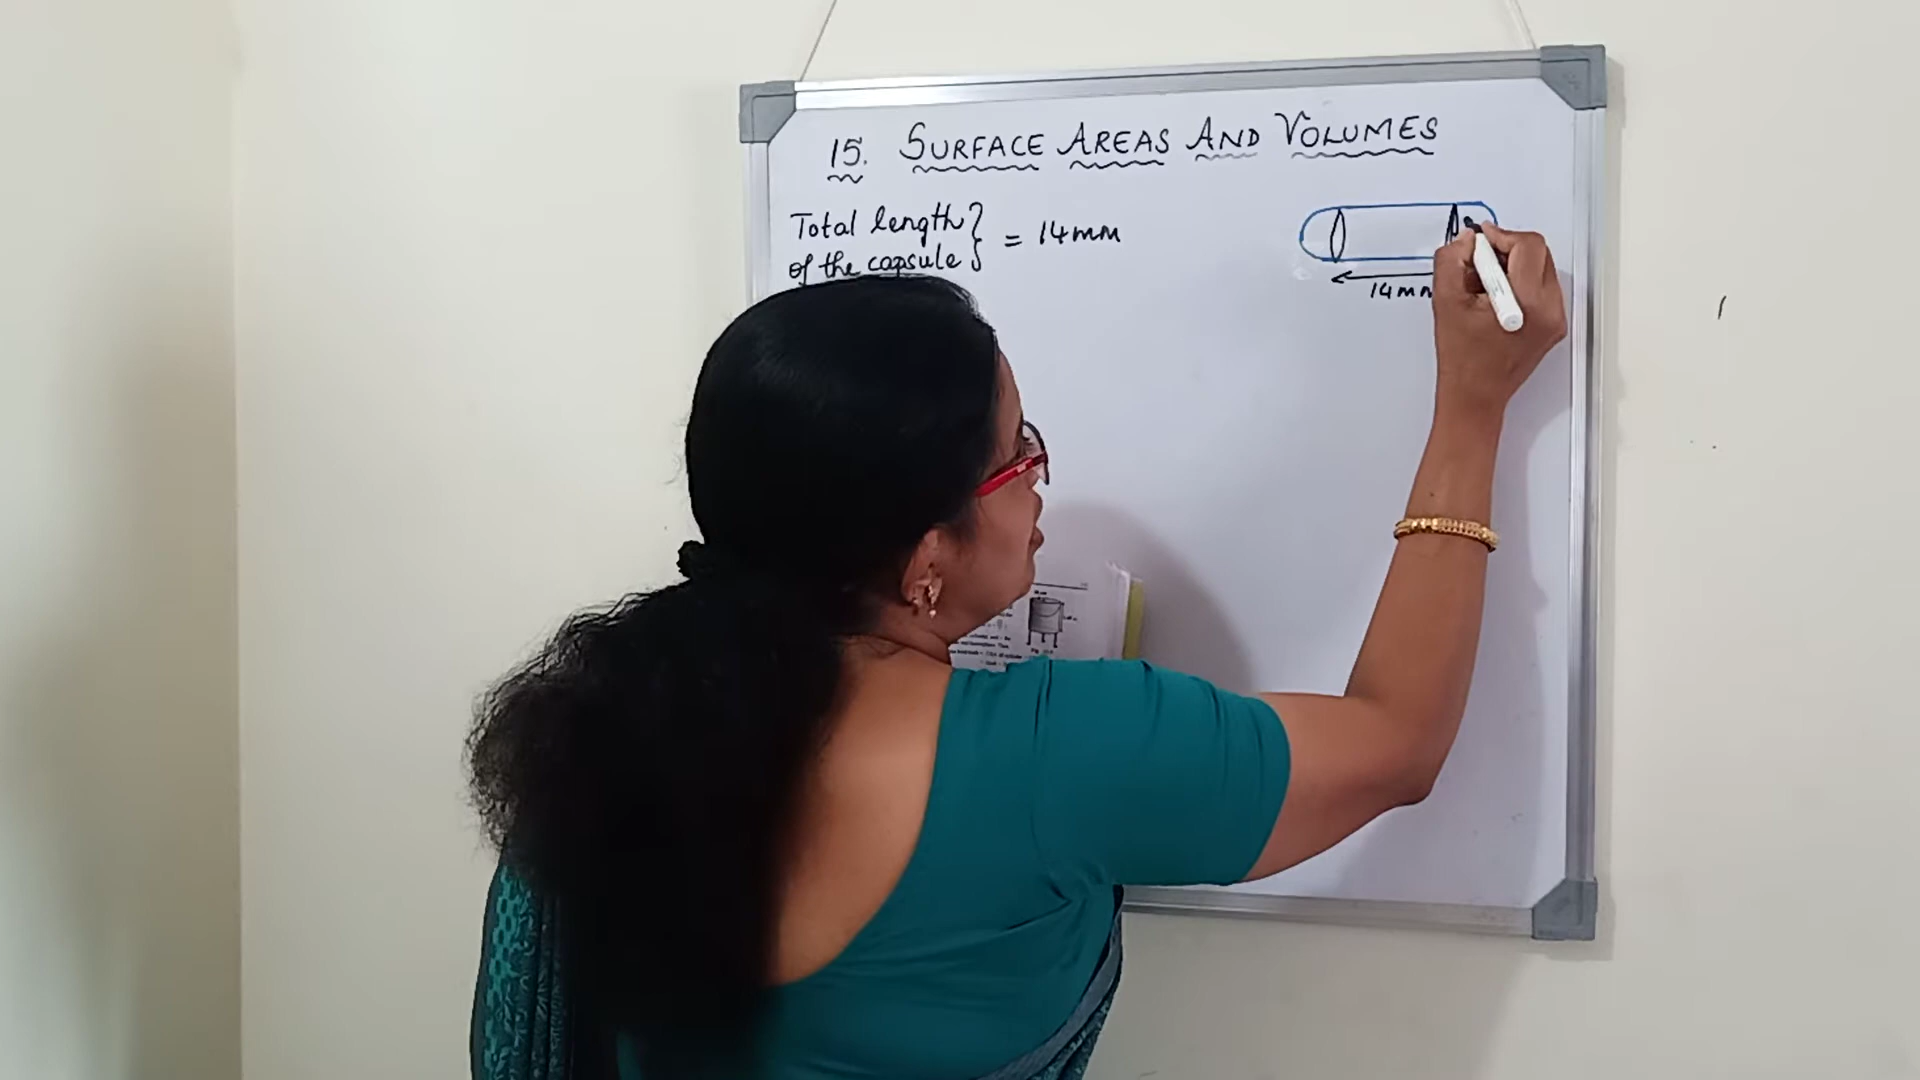 15. SURFACE AREAS AND VOLUMES
Total length
of the capsule } = 14mm
14mm